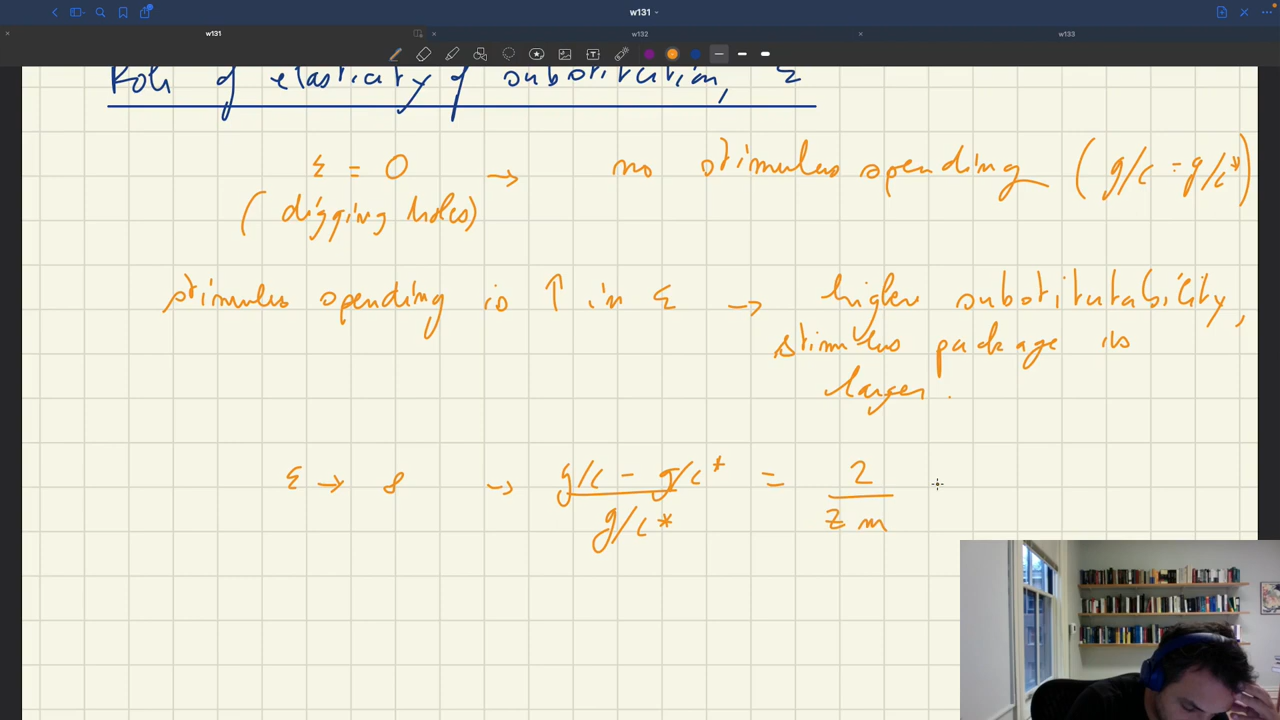 w131
w131
w132
w133
Role of elasticity of substitution, ε
ε = 0 → no stimulus spending (g/c = g/c*)
(digging holes)
stimulus spending is ↑ in ε → higher substitutability,
stimulus package is
larger.
ε → ∞ → (g/c - g/c*) / (g/c*) = 2 / (z m)